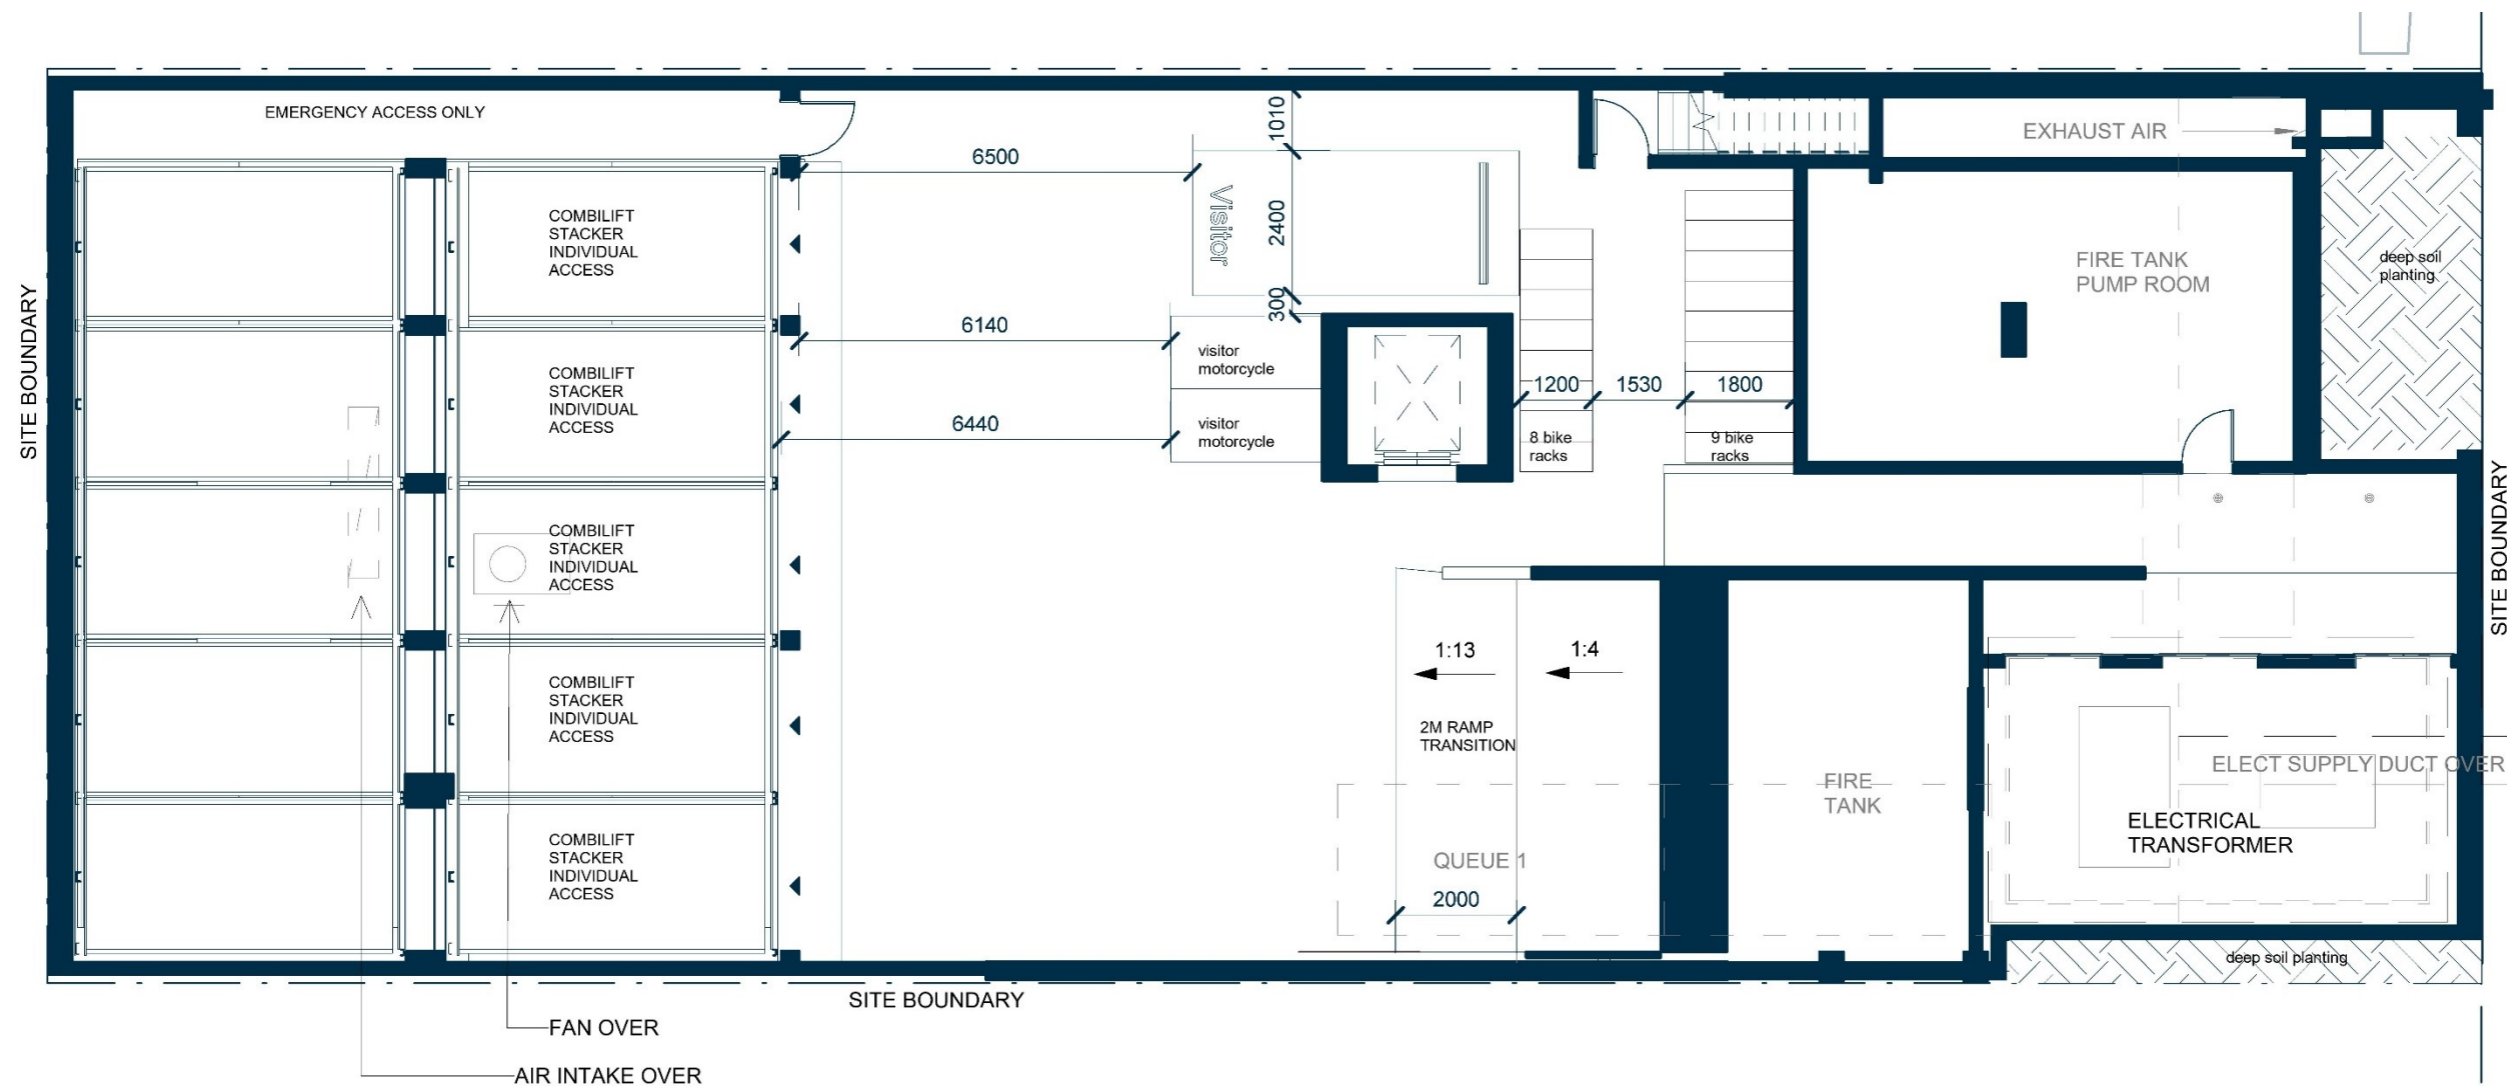 EMERGENCY ACCESS ONLY
EXHAUST AIR
1010
6500
COMBILIFT
STACKER
INDIVIDUAL
ACCESS
Visitor
2400
FIRE TANK
PUMP ROOM
deep soil
planting
300
6140
visitor
motorcycle
SITE BOUNDARY
COMBILIFT
STACKER
INDIVIDUAL
ACCESS
1200
1530
1800
6440
visitor
motorcycle
8 bike
racks
9 bike
racks
SITE BOUNDARY
COMBILIFT
STACKER
INDIVIDUAL
ACCESS
1:13
1:4
COMBILIFT
STACKER
INDIVIDUAL
ACCESS
2M RAMP
TRANSITION
ELECT SUPPLY DUCT OVER
FIRE
TANK
ELECTRICAL
TRANSFORMER
COMBILIFT
STACKER
INDIVIDUAL
ACCESS
QUEUE 1
2000
deep soil planting
SITE BOUNDARY
FAN OVER
AIR INTAKE OVER